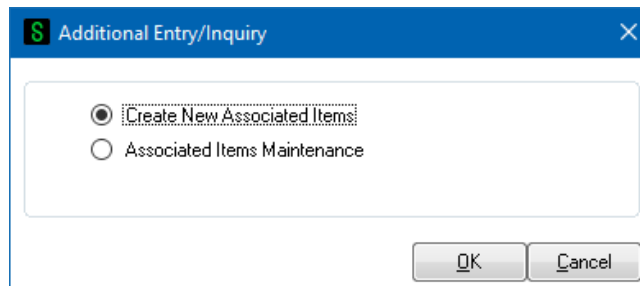 S Additional Entry/Inquiry
Create New Associated Items
Associated Items Maintenance
OK Cancel